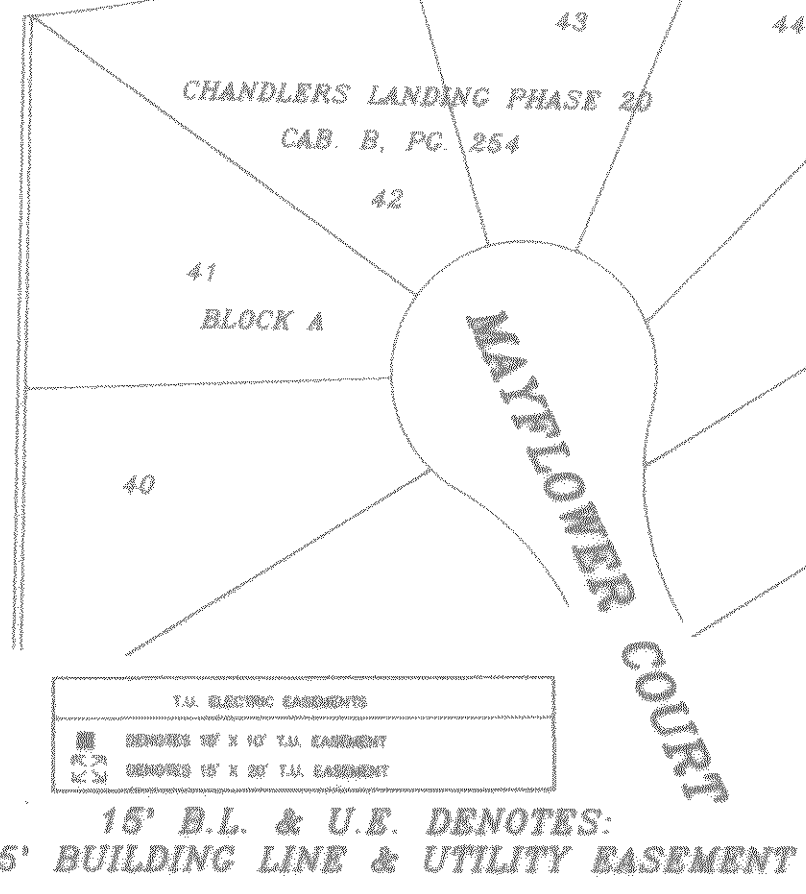 43
44
CHANDLERS LANDING PHASE 20
CAB. B, PG. 254
42
41
BLOCK A
MAYFLOWER COURT
40
T.U. ELECTRIC EASEMENTS
DENOTES 10' X 10' T.U. EASEMENT
DENOTES 15' X 20' T.U. EASEMENT
15' B.L. & U.E. DENOTES:
5' BUILDING LINE & UTILITY EASEMENT